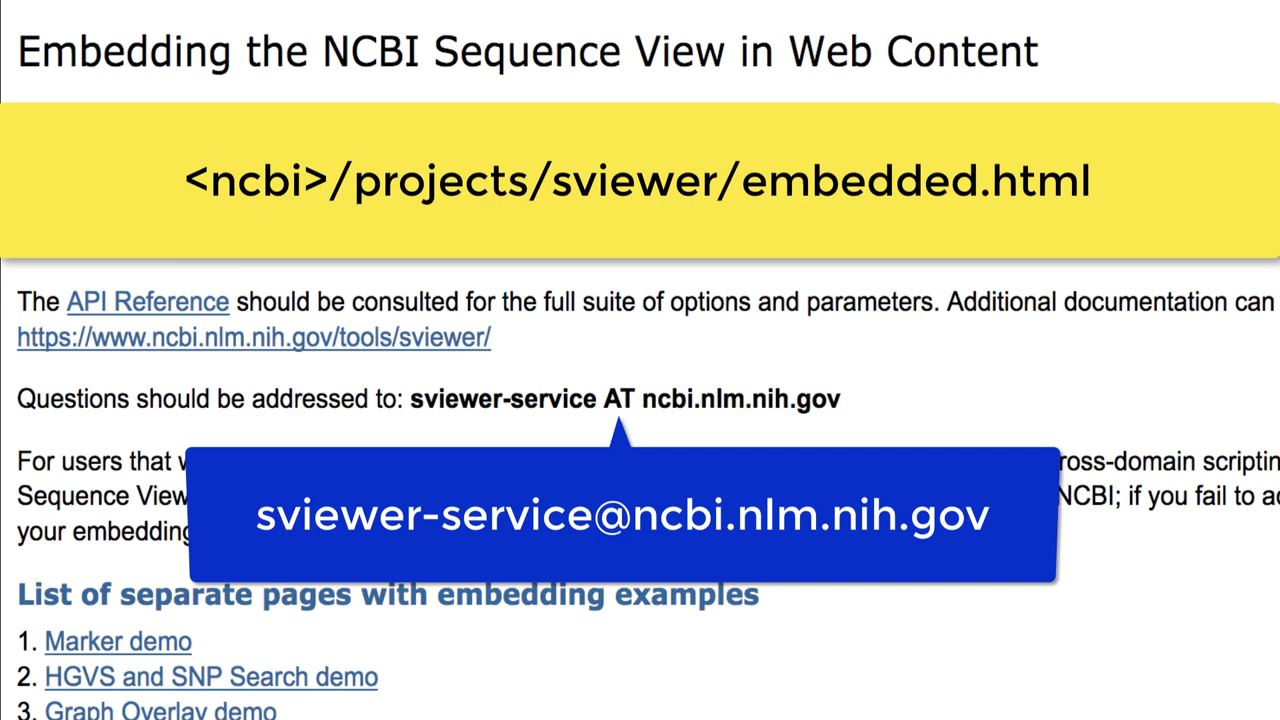 Embedding the NCBI Sequence View in Web Content
<ncbi>/projects/sviewer/embedded.html
The API Reference should be consulted for the full suite of options and parameters. Additional documentation can
https://www.ncbi.nlm.nih.gov/tools/sviewer/
Questions should be addressed to: sviewer-service AT ncbi.nlm.nih.gov
For users that ross-domain scriptin
Sequence View NCBI; if you fail to a
your embedding
sviewer-service@ncbi.nlm.nih.gov
List of separate pages with embedding examples
1. Marker demo
2. HGVS and SNP Search demo
3. Graph Overlay demo